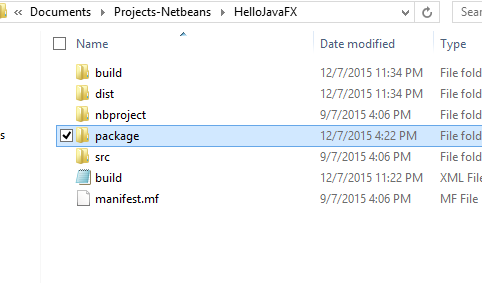 « Documents › Projects-Netbeans › HelloJavaFX Sea
Name Date modified Type
build 12/7/2015 11:34 PM File fold
dist 12/7/2015 11:34 PM File fold
nbproject 9/7/2015 4:06 PM File fold
package 12/7/2015 4:22 PM File fold
s
src 9/7/2015 4:06 PM File fold
build 12/7/2015 11:22 PM XML File
manifest.mf 9/7/2015 4:06 PM MF File